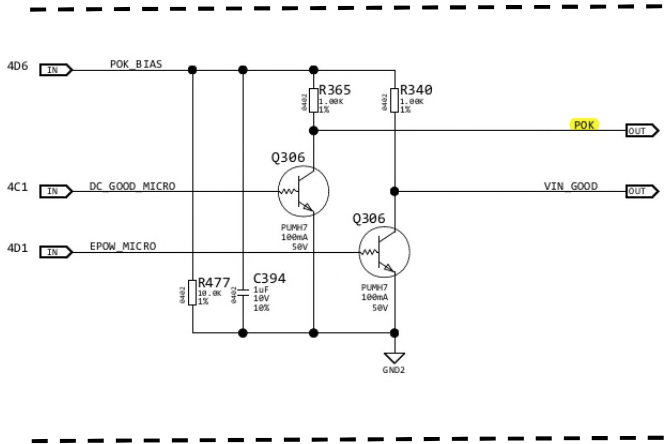 4D6 IN POK_BIAS
R365
0402
1.00K
1%
R340
0402
1.00K
1%
POK OUT
Q306
4C1 IN DC_GOOD_MICRO
VIN_GOOD OUT
PUMH7
100mA
50V
Q306
4D1 IN EPOW_MICRO
R477
0402
10.0K
1%
C394
0402
1uF
10V
10%
PUMH7
100mA
50V
GND2